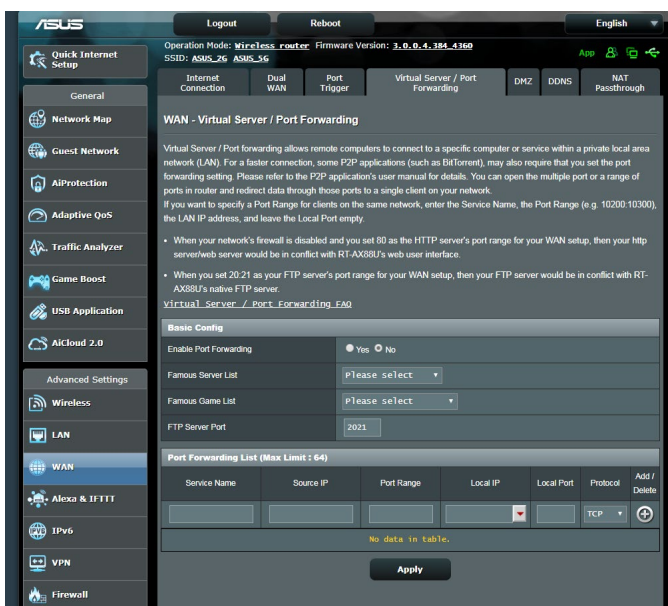 ASUS
Logout
Reboot
English
Quick Internet
Setup
Operation Mode: Wireless router Firmware Version: 3.0.0.4.384_4360
SSID: ASUS_2G ASUS_5G
App
General
Network Map
Guest Network
AiProtection
Adaptive QoS
Traffic Analyzer
Game Boost
USB Application
AiCloud 2.0
Advanced Settings
Wireless
LAN
WAN
Alexa & IFTTT
IPv6
VPN
Firewall
Internet
Connection
Dual
WAN
Port
Trigger
Virtual Server / Port
Forwarding
DMZ
DDNS
NAT
Passthrough
WAN - Virtual Server / Port Forwarding
Virtual Server / Port forwarding allows remote computers to connect to a specific computer or service within a private local area
network (LAN). For a faster connection, some P2P applications (such as BitTorrent), may also require that you set the port
forwarding setting. Please refer to the P2P application's user manual for details. You can open the multiple port or a range of
ports in router and redirect data through those ports to a single client on your network.
If you want to specify a Port Range for clients on the same network, enter the Service Name, the Port Range (e.g. 10200:10300),
the LAN IP address, and leave the Local Port empty.
• When your network's firewall is disabled and you set 80 as the HTTP server's port range for your WAN setup, then your http
server/web server would be in conflict with RT-AX88U's web user interface.
• When you set 20:21 as your FTP server's port range for your WAN setup, then your FTP server would be in conflict with RT-
AX88U's native FTP server.
Virtual Server / Port Forwarding FAQ
Basic Config
Enable Port Forwarding
Yes No
Famous Server List
Please select
Famous Game List
Please select
FTP Server Port
2021
Port Forwarding List (Max Limit : 64)
Service Name
Source IP
Port Range
Local IP
Local Port
Protocol
Add /
Delete
TCP
No data in table.
Apply